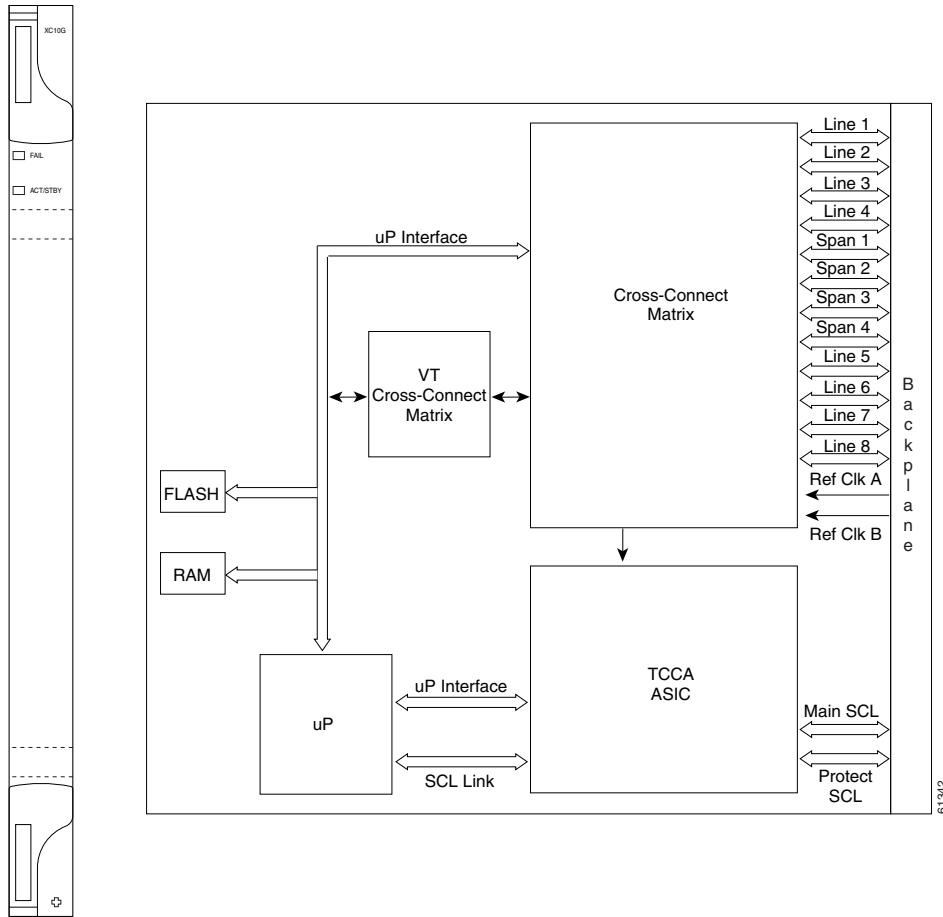 XC10G
FAIL
ACT/STBY
uP Interface
Cross-Connect
Matrix
VT
Cross-Connect
Matrix
FLASH
RAM
uP
uP Interface
SCL Link
TCCA
ASIC
Line 1
Line 2
Line 3
Line 4
Span 1
Span 2
Span 3
Span 4
Line 5
Line 6
Line 7
Line 8
Ref Clk A
Ref Clk B
Main SCL
Protect
SCL
Backplane
61342